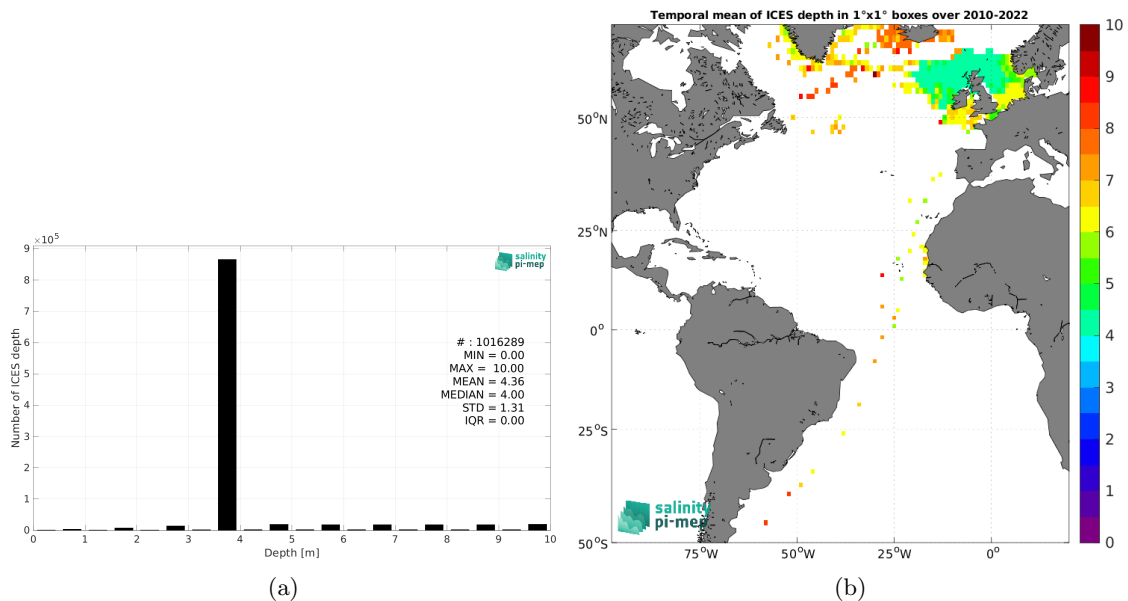 ×10⁵
9
8
7
6
5
4
3
2
1
0
Number of ICES depth
0 1 2 3 4 5 6 7 8 9 10
Depth [m]
salinity
pi-mep
# : 1016289
MIN = 0.00
MAX = 10.00
MEAN = 4.36
MEDIAN = 4.00
STD = 1.31
IQR = 0.00
(a)
Temporal mean of ICES depth in 1°x1° boxes over 2010-2022
50°N
25°N
0°
25°S
50°S
75°W 50°W 25°W 0°
salinity
pi-mep
10
9
8
7
6
5
4
3
2
1
0
(b)